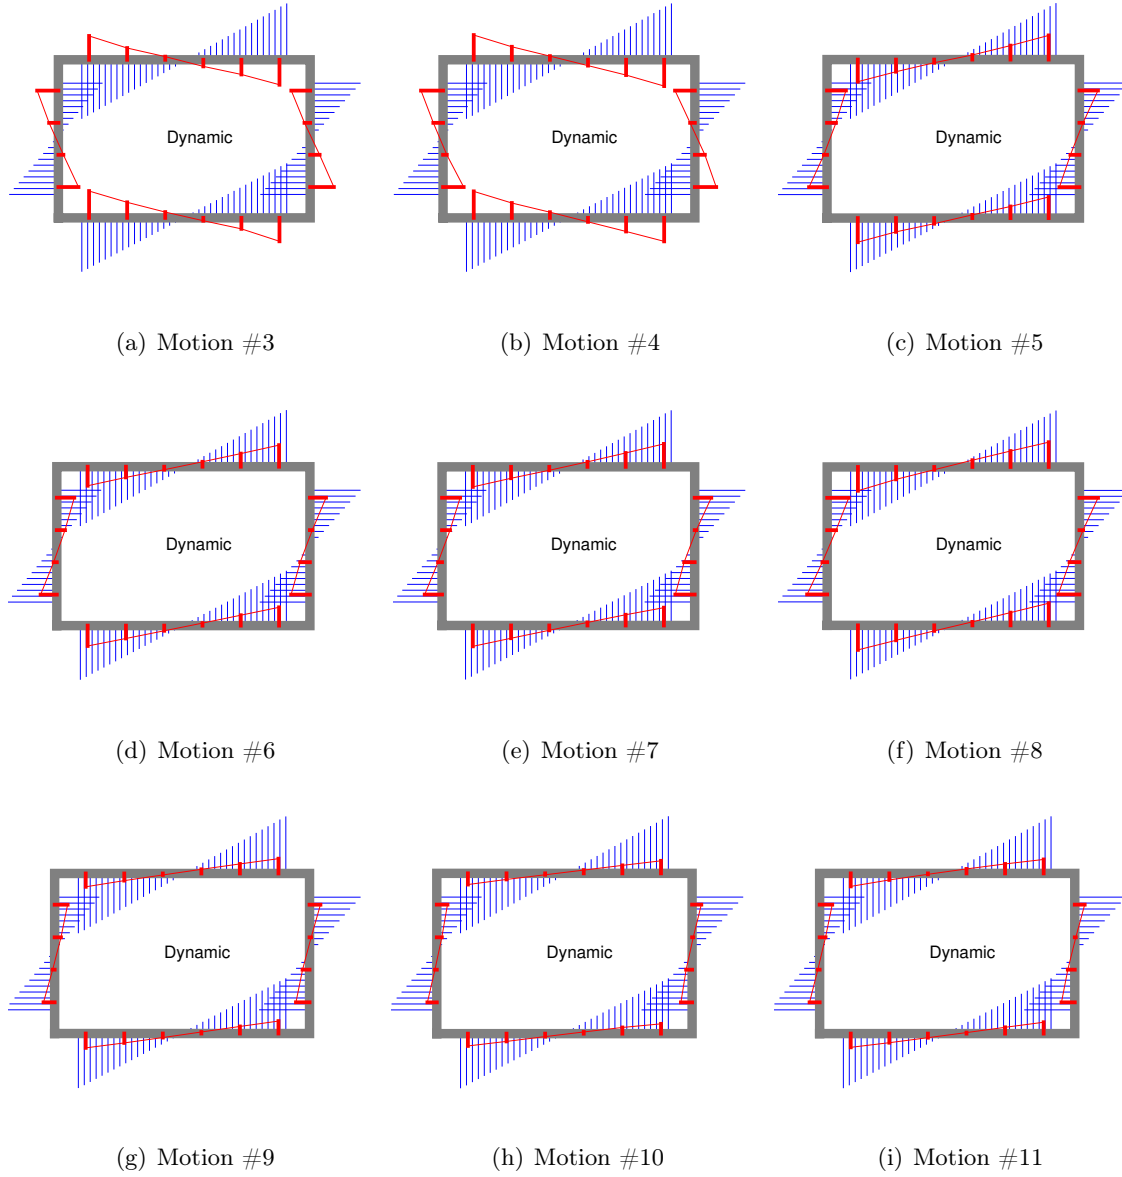 Dynamic Dynamic Dynamic
(a) Motion #3 (b) Motion #4 (c) Motion #5
Dynamic Dynamic Dynamic
(d) Motion #6 (e) Motion #7 (f) Motion #8
Dynamic Dynamic Dynamic
(g) Motion #9 (h) Motion #10 (i) Motion #11